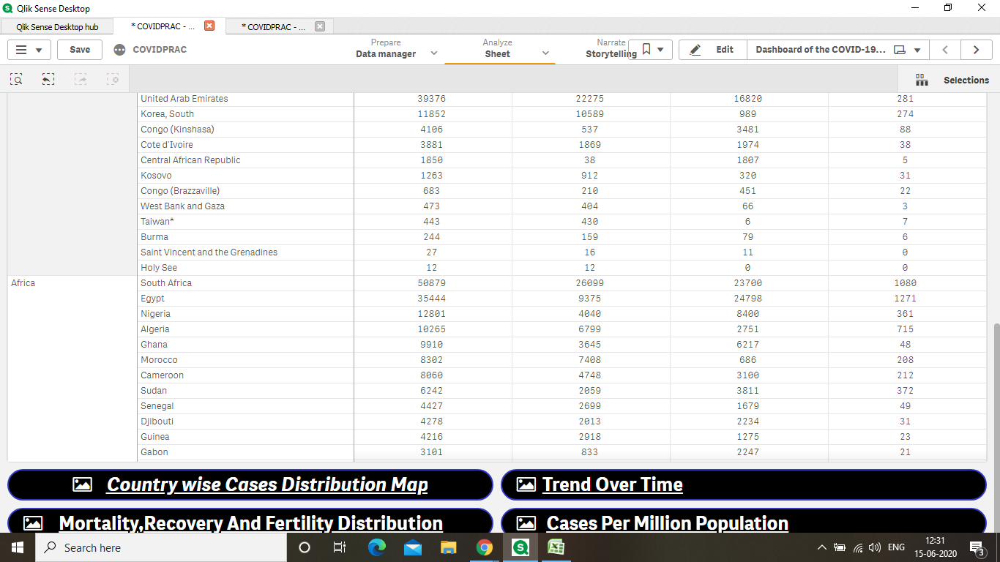 Qlik Sense Desktop
Qlik Sense Desktop hub
* COVIDPRAC - ...
* COVIDPRAC - ...
Save
COVIDPRAC
Prepare
Data manager
Analyze
Sheet
Narrate
Storytelling
Edit
Dashboard of the COVID-19...
Selections
United Arab Emirates 39376 22275 16820 281
Korea, South 11852 10589 989 274
Congo (Kinshasa) 4106 537 3481 88
Cote d'Ivoire 3881 1869 1974 38
Central African Republic 1850 38 1807 5
Kosovo 1263 912 320 31
Congo (Brazzaville) 683 210 451 22
West Bank and Gaza 473 404 66 3
Taiwan* 443 430 6 7
Burma 244 159 79 6
Saint Vincent and the Grenadines 27 16 11 0
Holy See 12 12 0 0
Africa South Africa 50879 26099 23700 1080
Egypt 35444 9375 24798 1271
Nigeria 12801 4040 8400 361
Algeria 10265 6799 2751 715
Ghana 9910 3645 6217 48
Morocco 8302 7408 686 208
Cameroon 8060 4748 3100 212
Sudan 6242 2059 3811 372
Senegal 4427 2699 1679 49
Djibouti 4278 2013 2234 31
Guinea 4216 2918 1275 23
Gabon 3101 833 2247 21
Country wise Cases Distribution Map
Trend Over Time
Mortality,Recovery And Fertility Distribution
Cases Per Million Population
Search here
ENG
12:31
15-06-2020
3